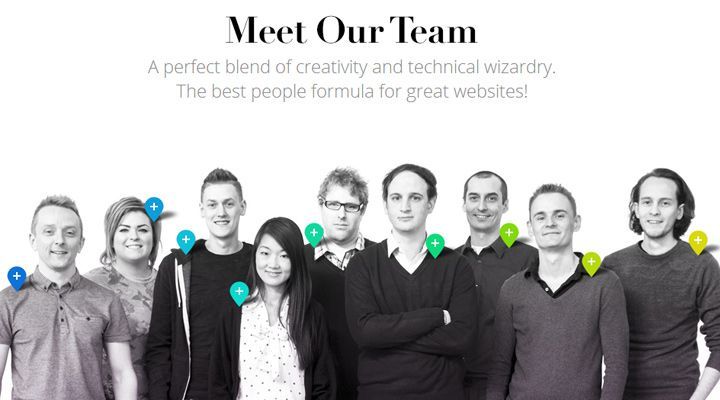 Meet Our Team
A perfect blend of creativity and technical wizardry.
The best people formula for great websites!